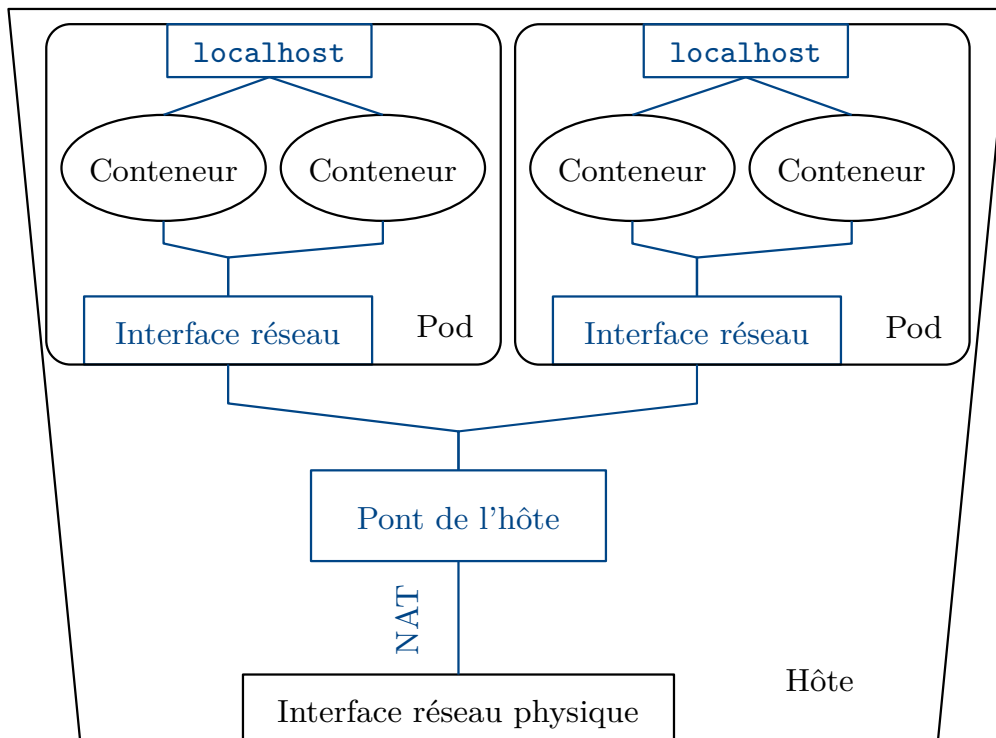 localhost
localhost
Conteneur
Conteneur
Conteneur
Conteneur
Interface réseau
Pod
Interface réseau
Pod
Pont de l'hôte
NAT
Hôte
Interface réseau physique